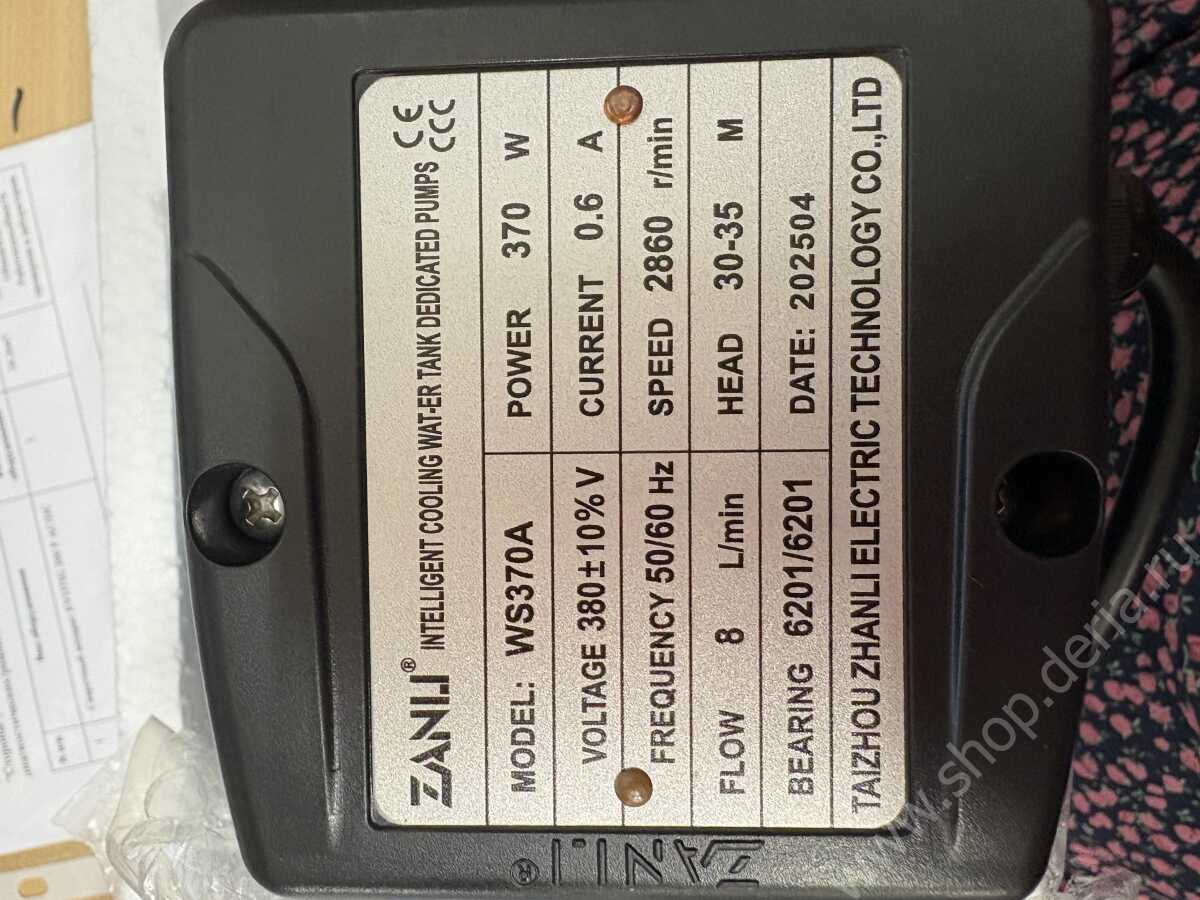 ZANLI® INTELLIGENT COOLING WAT-ER TANK DEDICATED PUMPS CE CCC
MODEL: WS370A POWER 370 W
VOLTAGE 380±10% V CURRENT 0.6 A
FREQUENCY 50/60 Hz SPEED 2860 r/min
FLOW 8 L/min HEAD 30-35 M
BEARING 6201/6201 DATE: 202504
TAIZHOU ZHANLI ELECTRIC TECHNOLOGY CO.,LTD
ZANLI®
www.shop.deria.ru